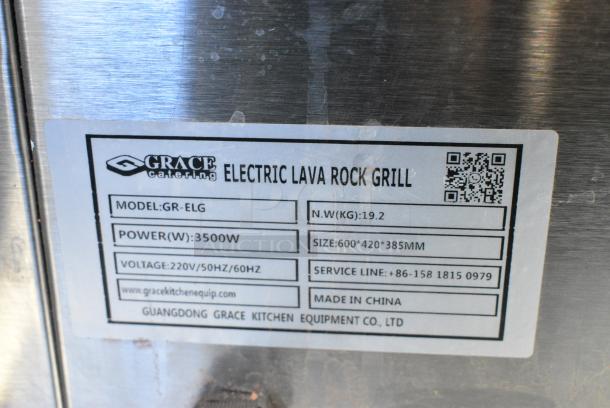 GRACE
catering
ELECTRIC LAVA ROCK GRILL
MODEL:GR-ELG
N.W(KG):19.2
POWER(W):3500W
SIZE:600*420*385MM
VOLTAGE:220V/50HZ/60HZ
SERVICE LINE:+86-158 1815 0979
www.gracekitchenequip.com
MADE IN CHINA
GUANGDONG GRACE KITCHEN EQUIPMENT CO., LTD